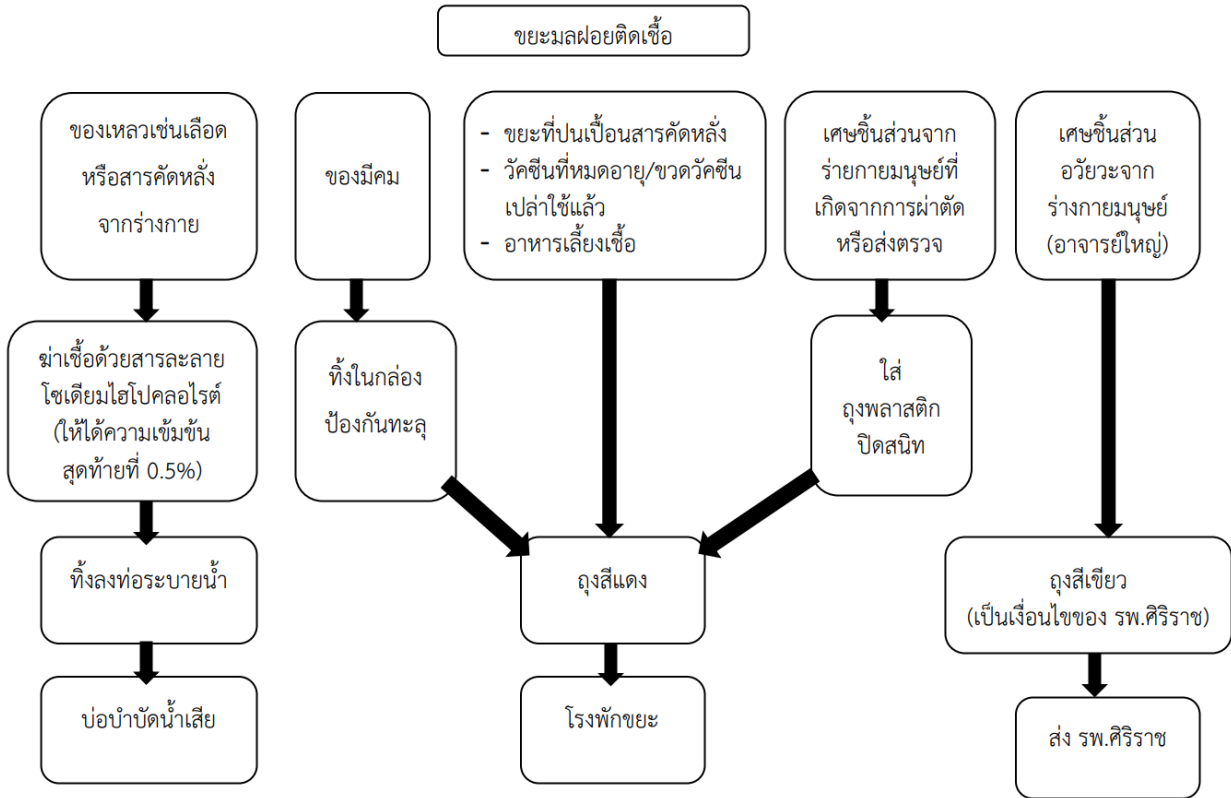 ขยะมลฝอยติดเชื้อ
ของเหลวเช่นเลือด
หรือสารคัดหลั่ง
จากร่างกาย
ของมีคม
- ขยะที่ปนเปื้อนสารคัดหลั่ง
- วัคซีนที่หมดอายุ/ขวดวัคซีน
เปล่าใช้แล้ว
- อาหารเลี้ยงเชื้อ
เศษชิ้นส่วนจาก
ร่ายกายมนุษย์ที่
เกิดจากการผ่าตัด
หรือส่งตรวจ
เศษชิ้นส่วน
อวัยวะจาก
ร่างกายมนุษย์
(อาจารย์ใหญ่)
ฆ่าเชื้อด้วยสารละลาย
โซเดียมไฮโปคลอไรต์
(ให้ได้ความเข้มข้น
สุดท้ายที่ 0.5%)
ทิ้งในกล่อง
ป้องกันทะลุ
ใส่
ถุงพลาสติก
ปิดสนิท
ทิ้งลงท่อระบายน้ำ
ถุงสีแดง
ถุงสีเขียว
(เป็นเงื่อนไขของ รพ.ศิริราช)
บ่อบำบัดน้ำเสีย
โรงพักขยะ
ส่ง รพ.ศิริราช